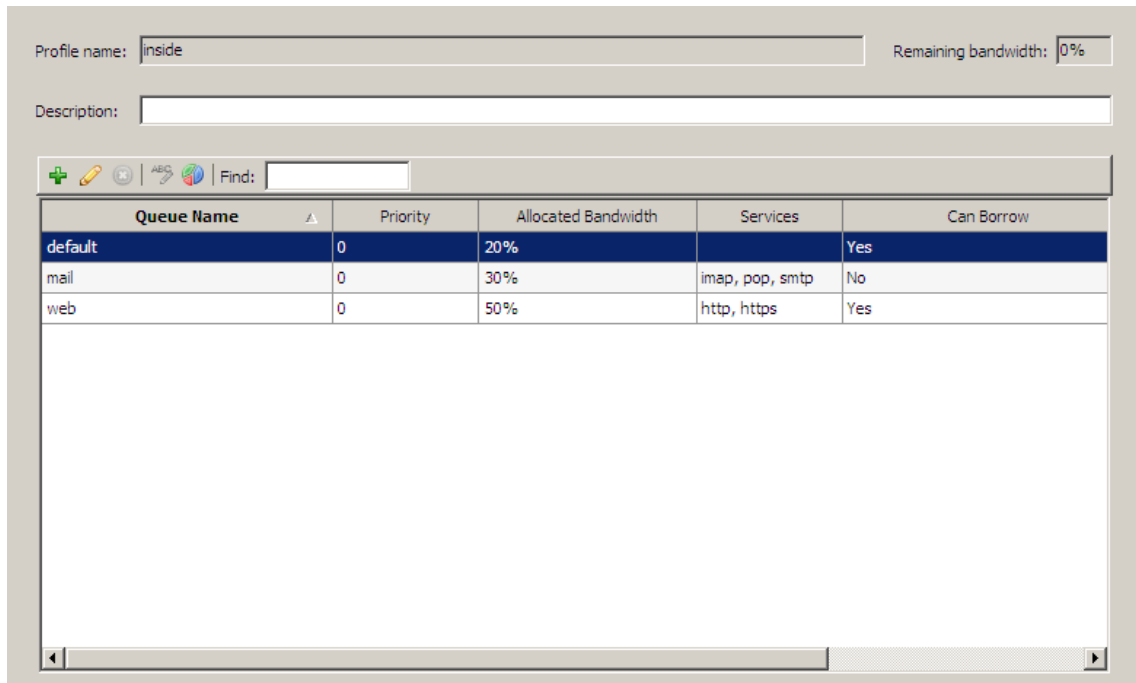 Profile name: inside Remaining bandwidth: 0%
Description:
ABC Find:
Queue Name Priority Allocated Bandwidth Services Can Borrow
default 0 20% Yes
mail 0 30% imap, pop, smtp No
web 0 50% http, https Yes